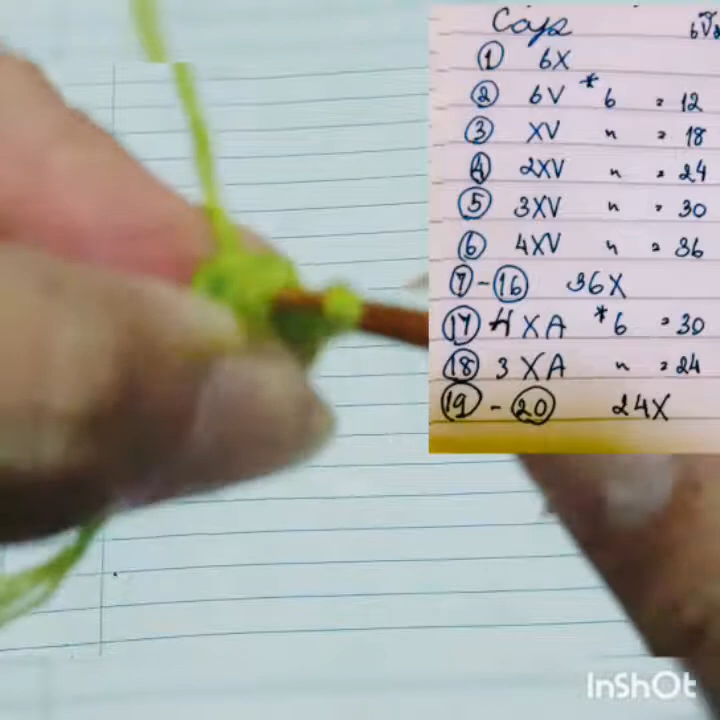 Caps
① 6X
② 6V * 6 = 12
③ XV " = 18
④ 2XV " = 24
⑤ 3XV " = 30
⑥ 4XV " = 36
⑦-⑯ 36X
⑰ 4XA *6 = 30
⑱ 3XA " = 24
⑲ - ⑳ 24X
InShOt